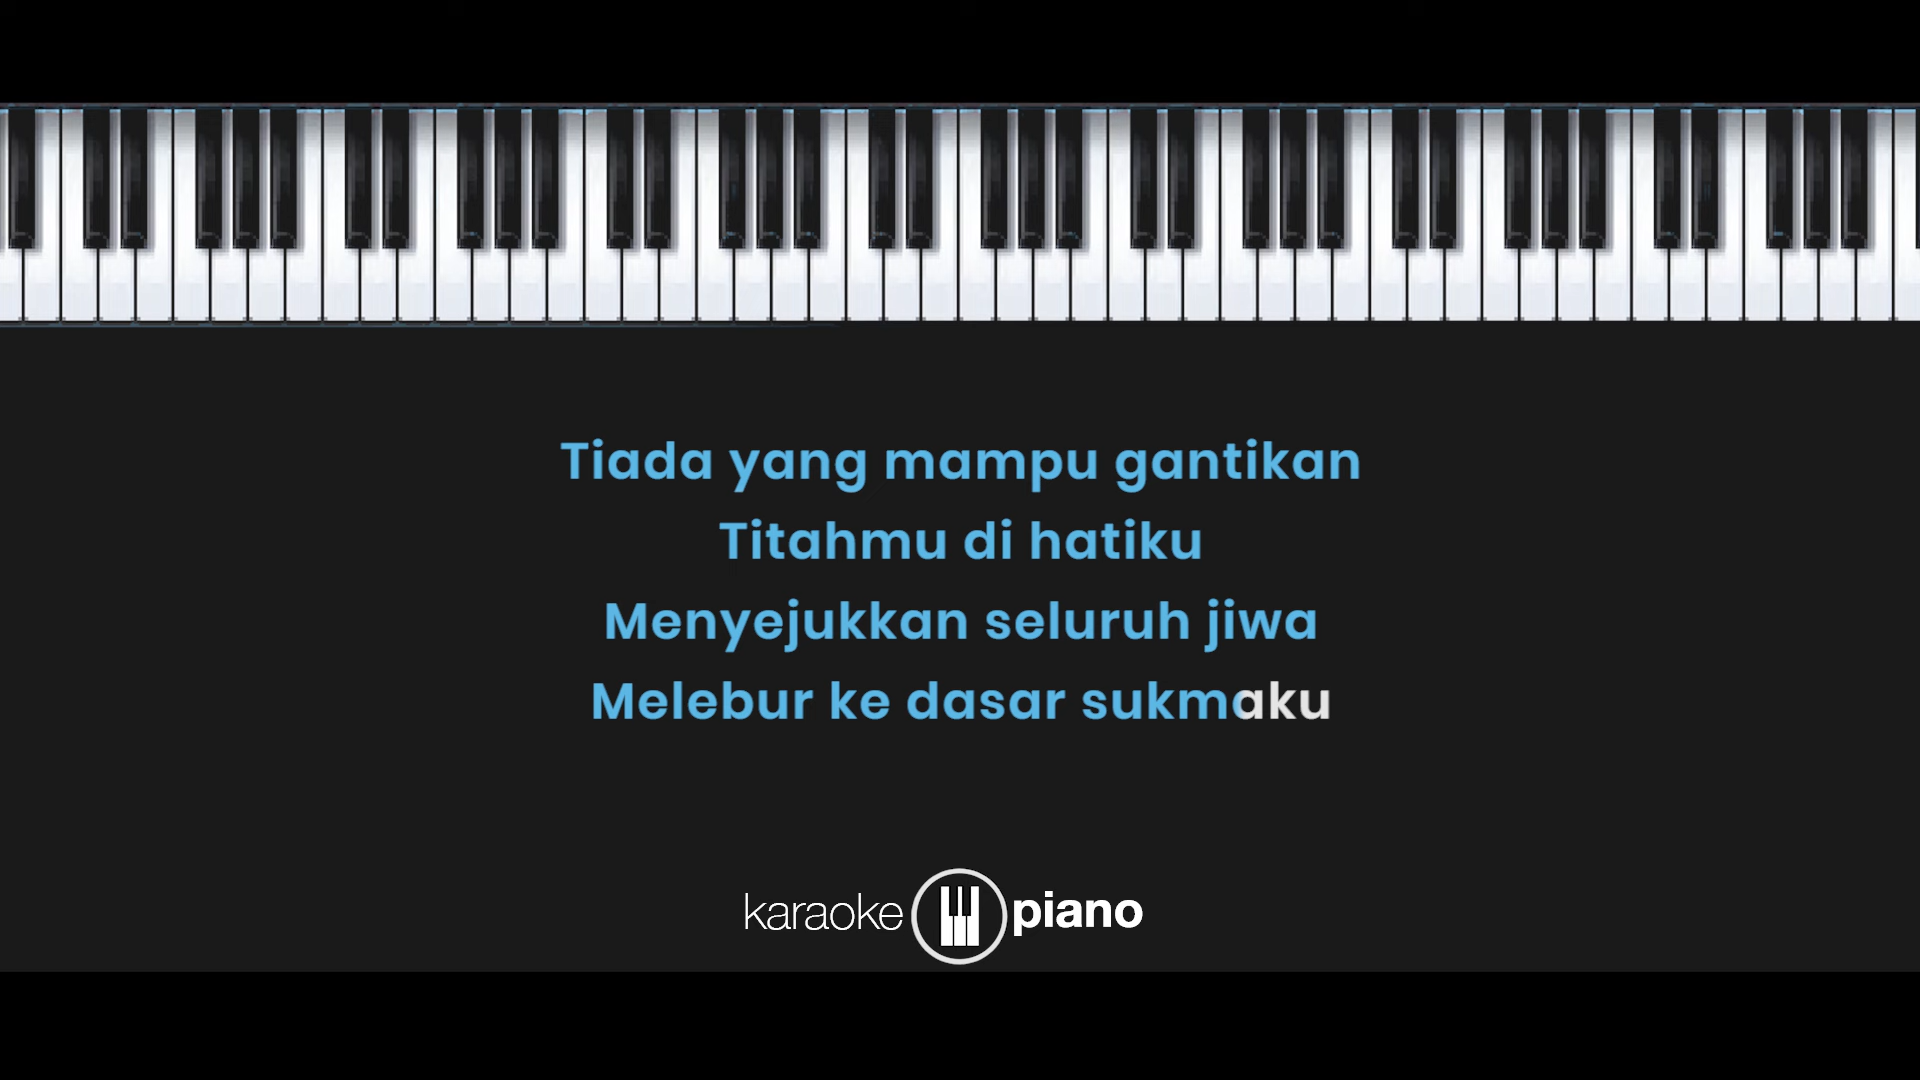 Tiada yang mampu gantikan
Titahmu di hatiku
Menyejukkan seluruh jiwa
Melebur ke dasar sukmaku
karaoke piano